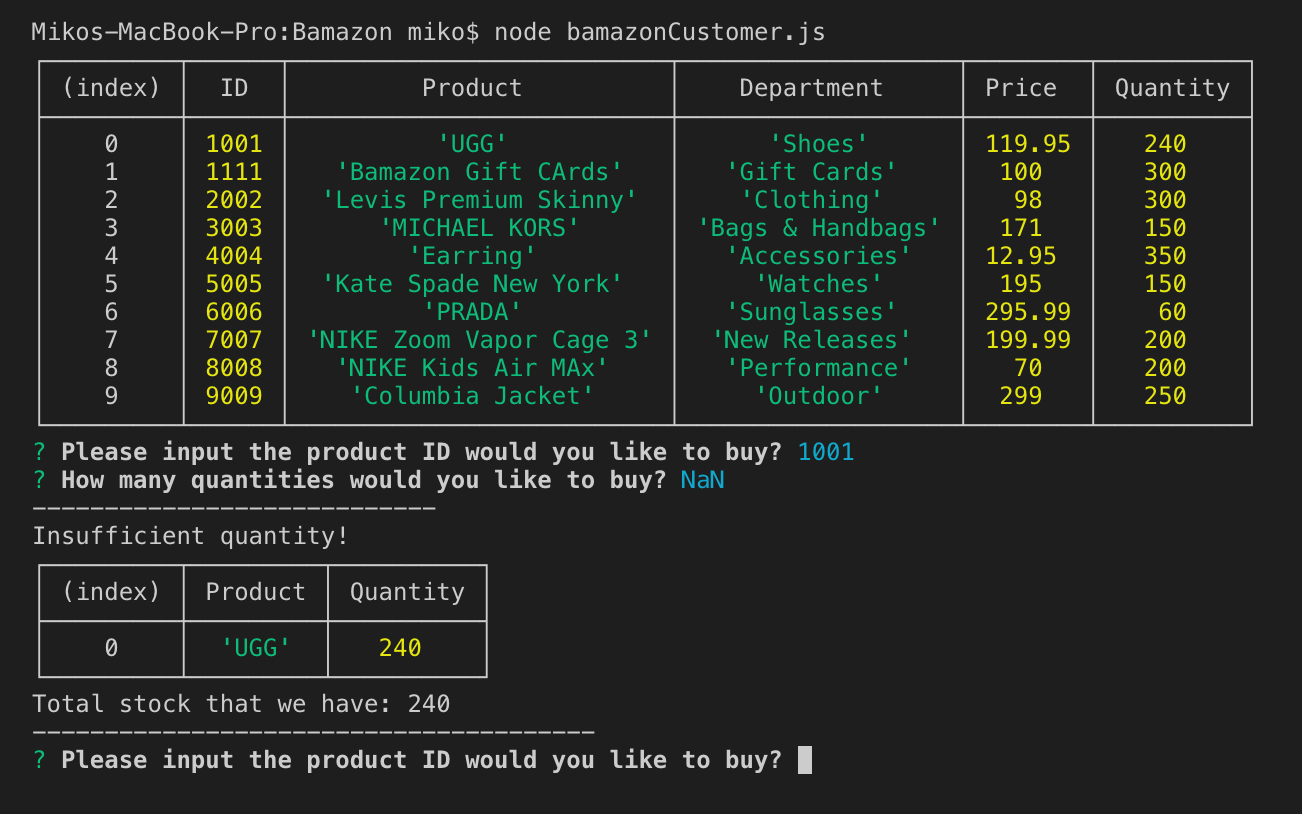 Mikos-MacBook-Pro:Bamazon miko$ node bamazonCustomer.js
(index) ID Product Department Price Quantity
0 1001 'UGG' 'Shoes' 119.95 240
1 1111 'Bamazon Gift CArds' 'Gift Cards' 100 300
2 2002 'Levis Premium Skinny' 'Clothing' 98 300
3 3003 'MICHAEL KORS' 'Bags & Handbags' 171 150
4 4004 'Earring' 'Accessories' 12.95 350
5 5005 'Kate Spade New York' 'Watches' 195 150
6 6006 'PRADA' 'Sunglasses' 295.99 60
7 7007 'NIKE Zoom Vapor Cage 3' 'New Releases' 199.99 200
8 8008 'NIKE Kids Air MAx' 'Performance' 70 200
9 9009 'Columbia Jacket' 'Outdoor' 299 250
? Please input the product ID would you like to buy? 1001
? How many quantities would you like to buy? NaN
----------------------------
Insufficient quantity!
(index) Product Quantity
0 'UGG' 240
Total stock that we have: 240
---------------------------------------
? Please input the product ID would you like to buy?